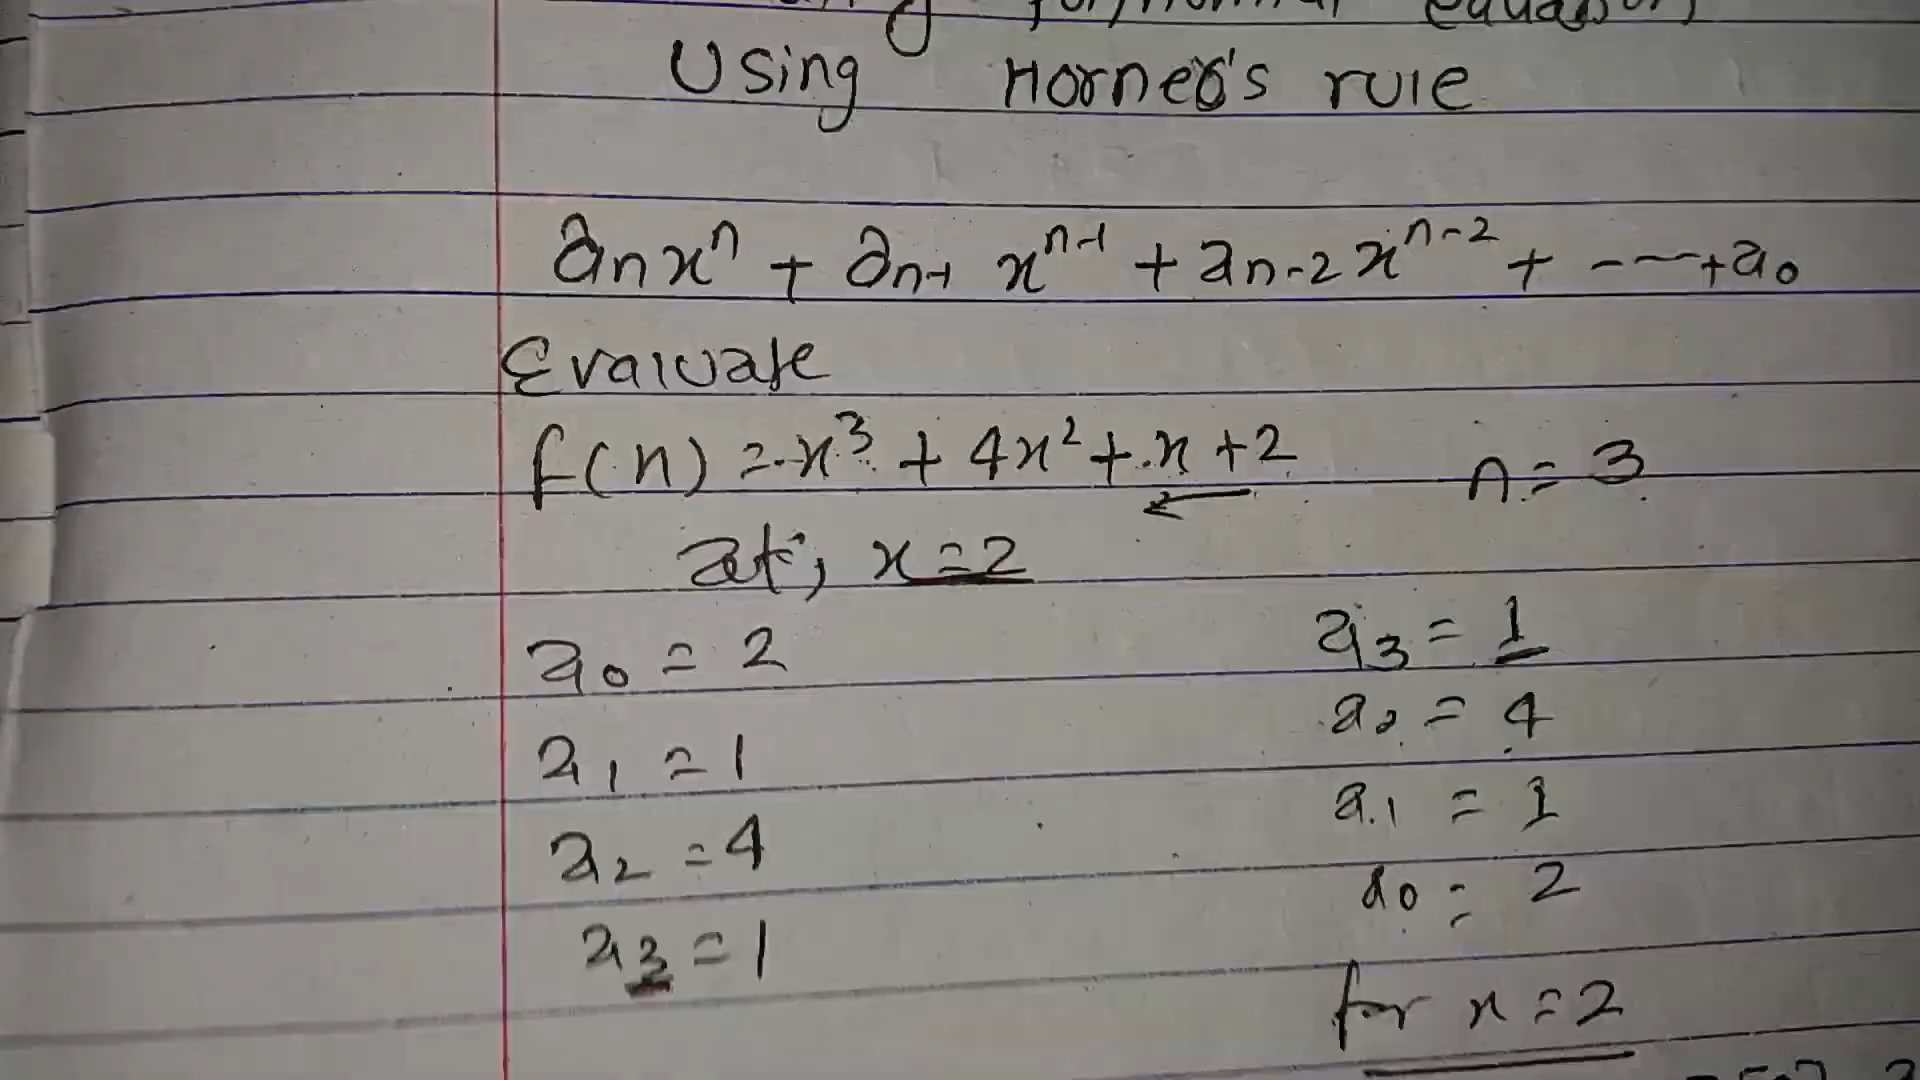 Using Horner's rule
anxⁿ + an-1 xⁿ⁻¹ + an-2 xⁿ⁻² + ---- + a0
Evaluate
f(x) = x³ + 4x² + x + 2 n = 3
at, x = 2
a0 = 2
a1 = 1
a2 = 4
a3 = 1
a3 = 1
a2 = 4
a1 = 1
a0 = 2
for x = 2